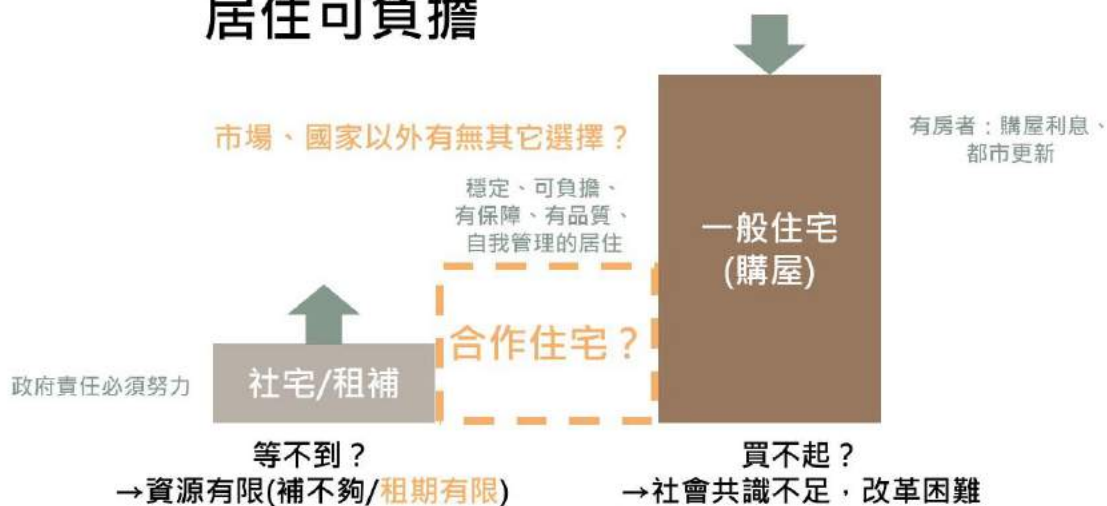 居住可負擔
市場、國家以外有無其它選擇？
有房者：購屋利息、
都市更新
穩定、可負擔、
有保障、有品質、
自我管理的居住
一般住宅
(購屋)
合作住宅？
政府責任必須努力
社宅/租補
等不到？
→資源有限(補不夠/租期有限)
買不起？
→社會共識不足，改革困難